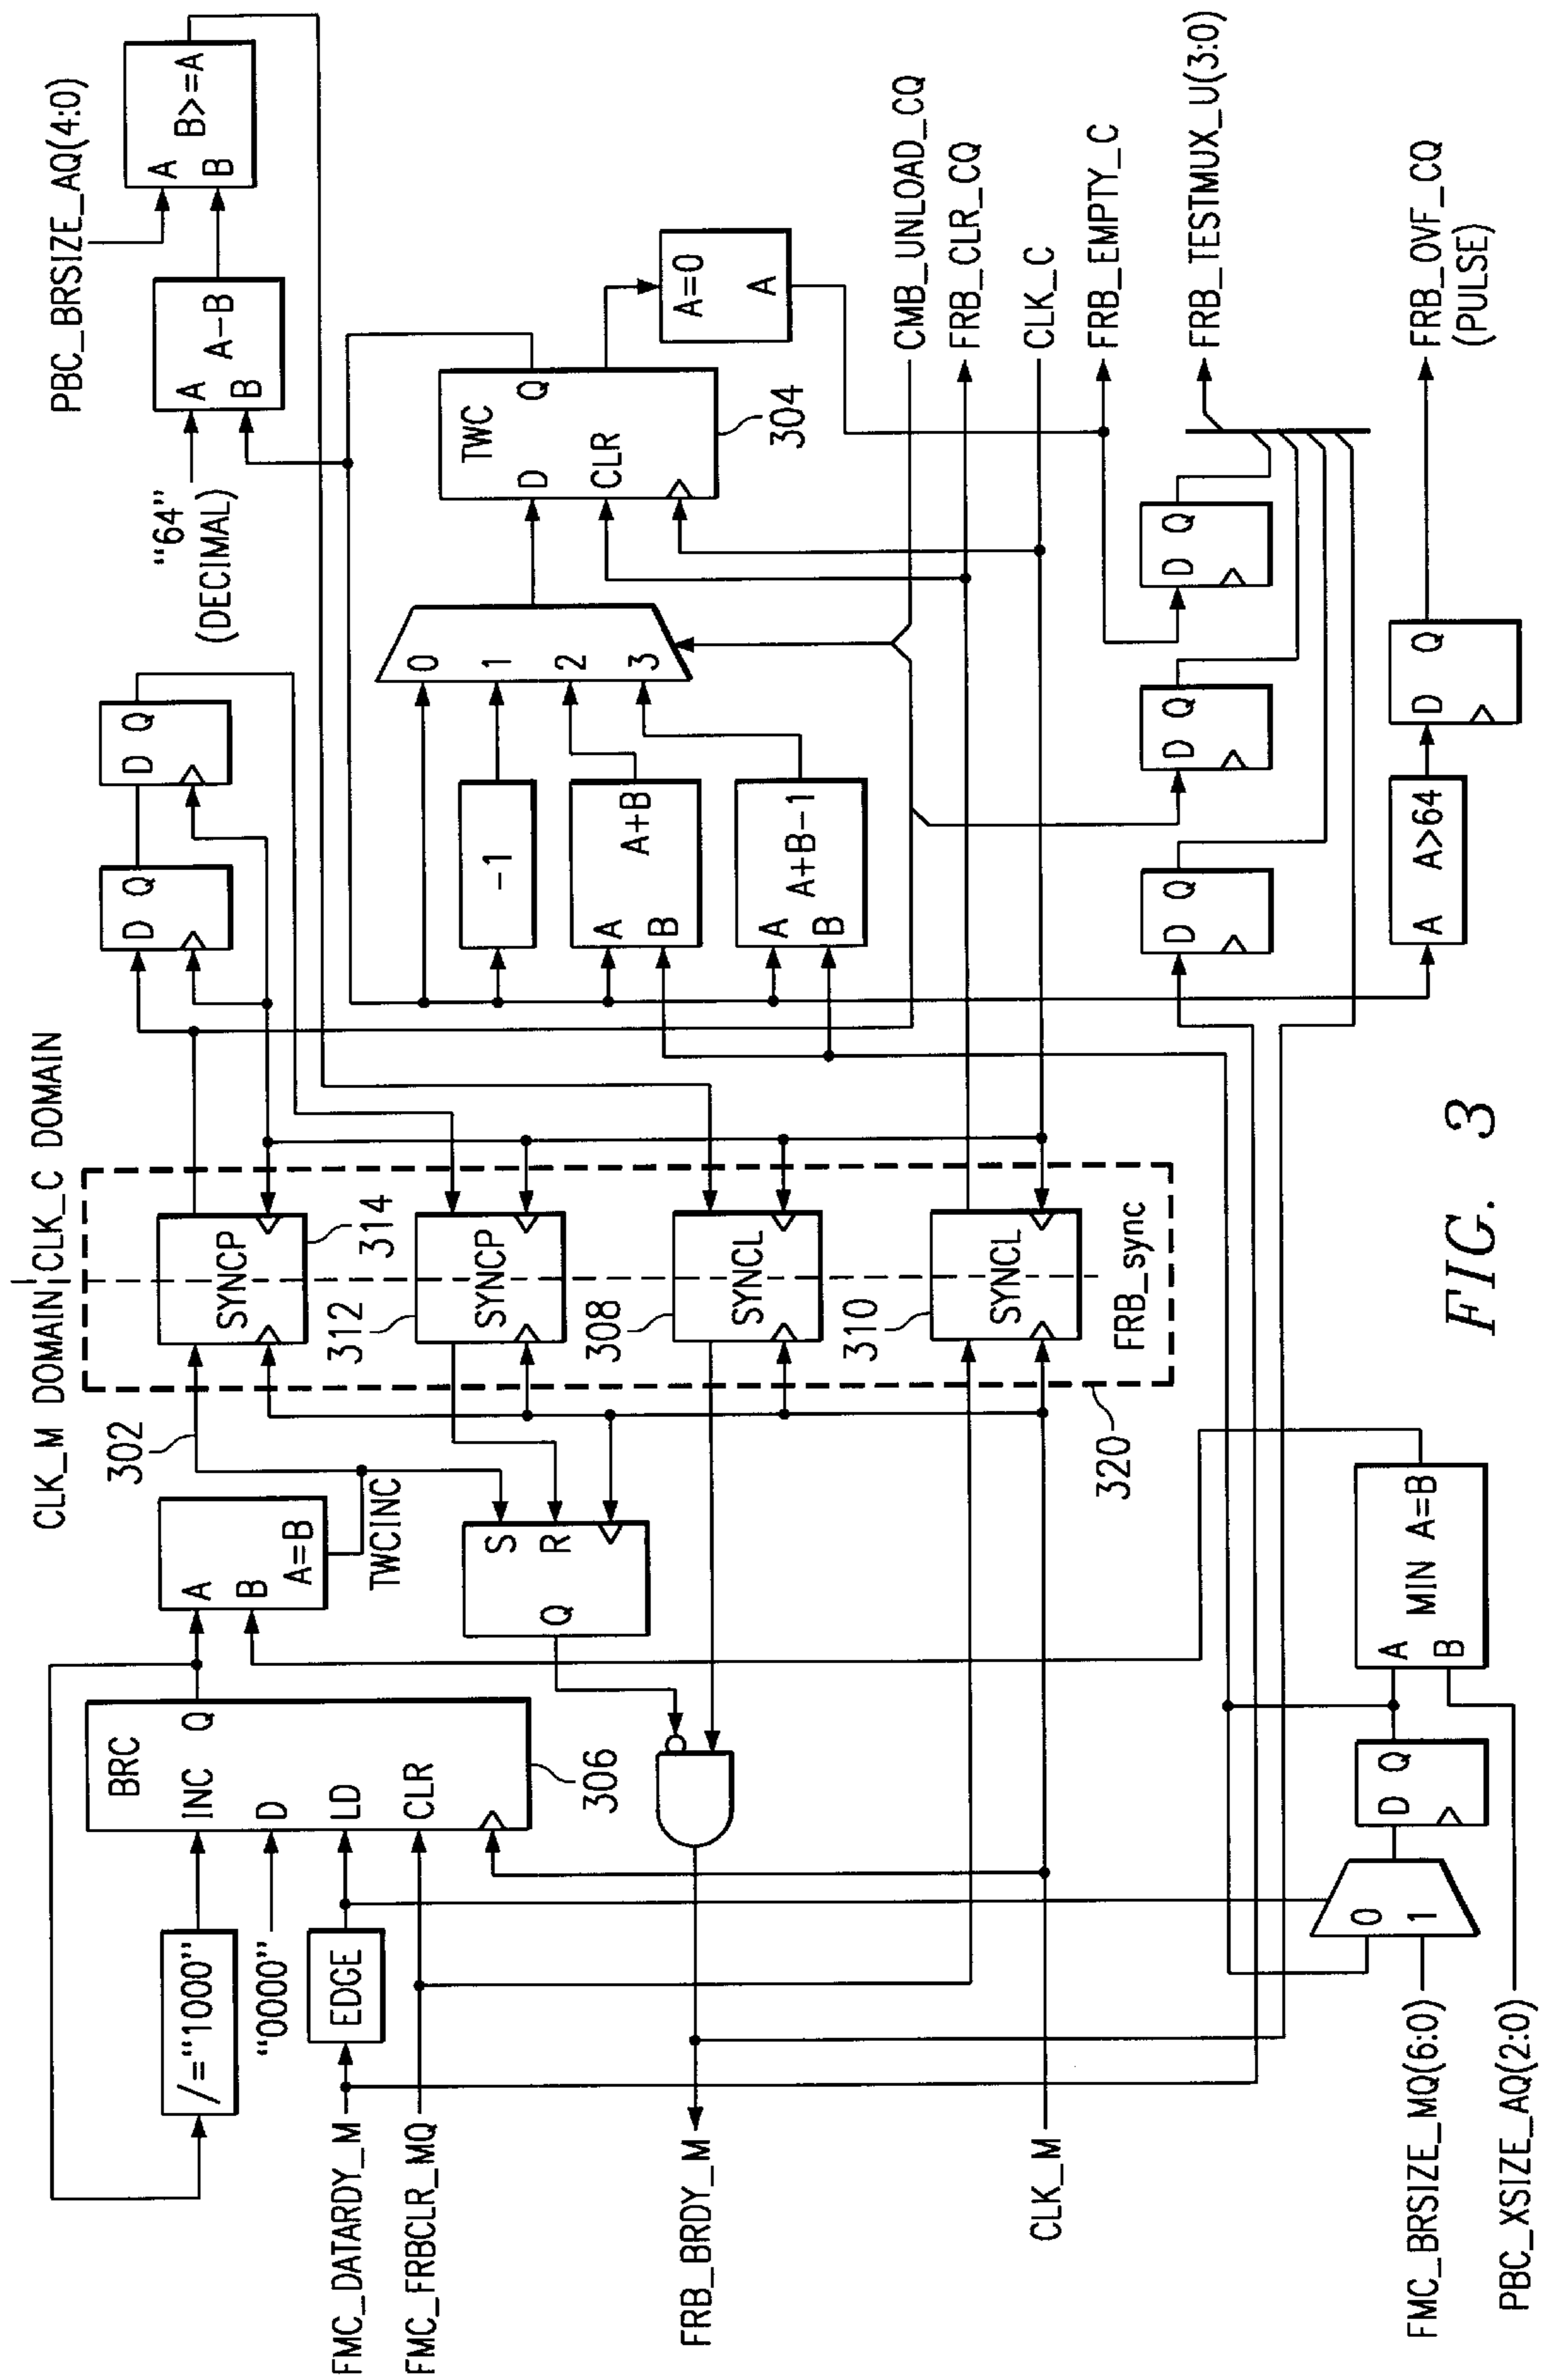 CLK_M DOMAIN
CLK_C DOMAIN
PBC_BRSIZE_AQ(4:0)
A
B
B>=A
"64"
(DECIMAL)
A
B
A-B
D Q
D Q
/="1000"
"0000"
EDGE
BRC
INC Q
D
LD
CLR
306
A
B
A=B
TWCINC
302
SYNCP
314
SYNCP
312
SYNCL
308
SYNCL
310
FRB_sync
320
S
R
Q
-1
A
B
A+B
A
B
A+B-1
0
1
2
3
TWC
D
Q
CLR
304
A=0
A
FMC_DATARDY_M
FMC_FRBCLR_MQ
FRB_BRDY_M
CLK_M
FMC_BRSIZE_MQ(6:0)
PBC_XSIZE_AQ(2:0)
0
1
D Q
A
B
MIN A=B
D Q
D Q
D Q
A A>64
D Q
CMB_UNLOAD_CQ
FRB_CLR_CQ
CLK_C
FRB_EMPTY_C
FRB_TESTMUX_U(3:0)
FRB_OVF_CQ
(PULSE)
FIG. 3